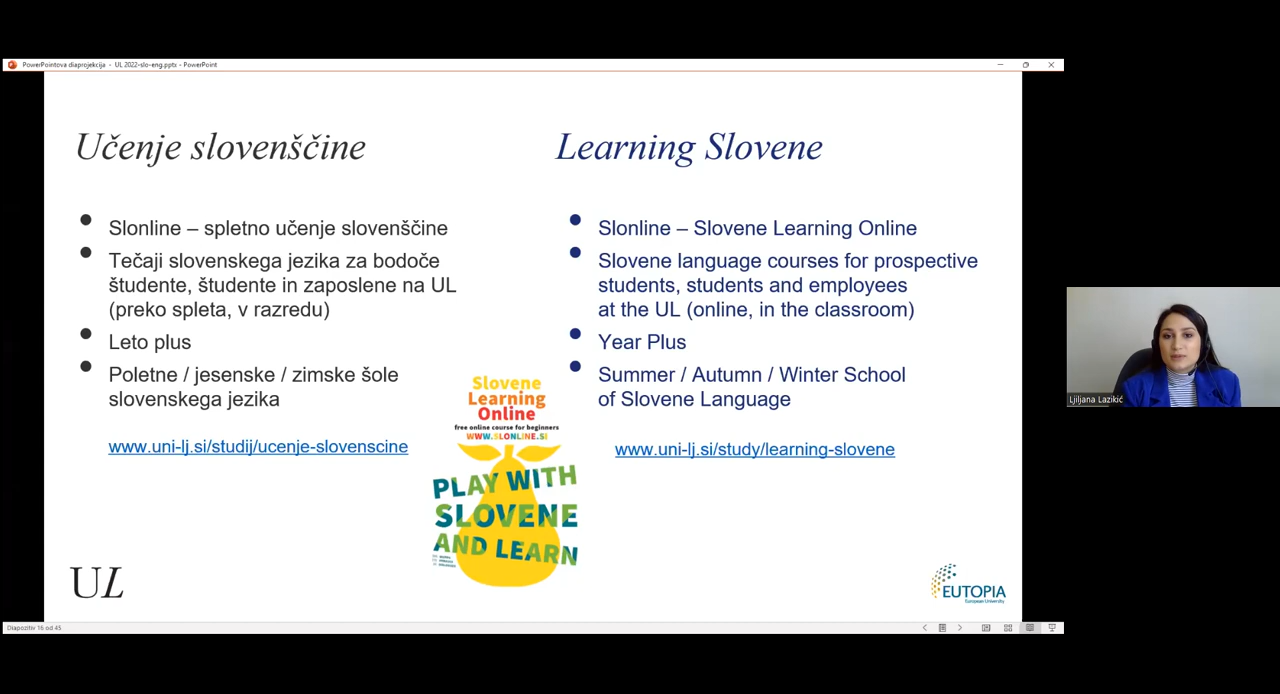 PowerPointova diaprojekcija - UL 2022-slo-eng.pptx - PowerPoint
Učenje slovenščine
Slonline – spletno učenje slovenščine
Tečaji slovenskega jezika za bodoče
študente, študente in zaposlene na UL
(preko spleta, v razredu)
Leto plus
Poletne / jesenske / zimske šole
slovenskega jezika
www.uni-lj.si/studij/ucenje-slovenscine
Learning Slovene
Slonline – Slovene Learning Online
Slovene language courses for prospective
students, students and employees
at the UL (online, in the classroom)
Year Plus
Summer / Autumn / Winter School
of Slovene Language
www.uni-lj.si/study/learning-slovene
Slovene
Learning
Online
free online course for beginners
WWW.SLONLINE.SI
PLAY WITH
SLOVENE
AND LEARN
UL
EUTOPIA
European University
Ljiljana Lazikić
Diapozitiv 16 od 45